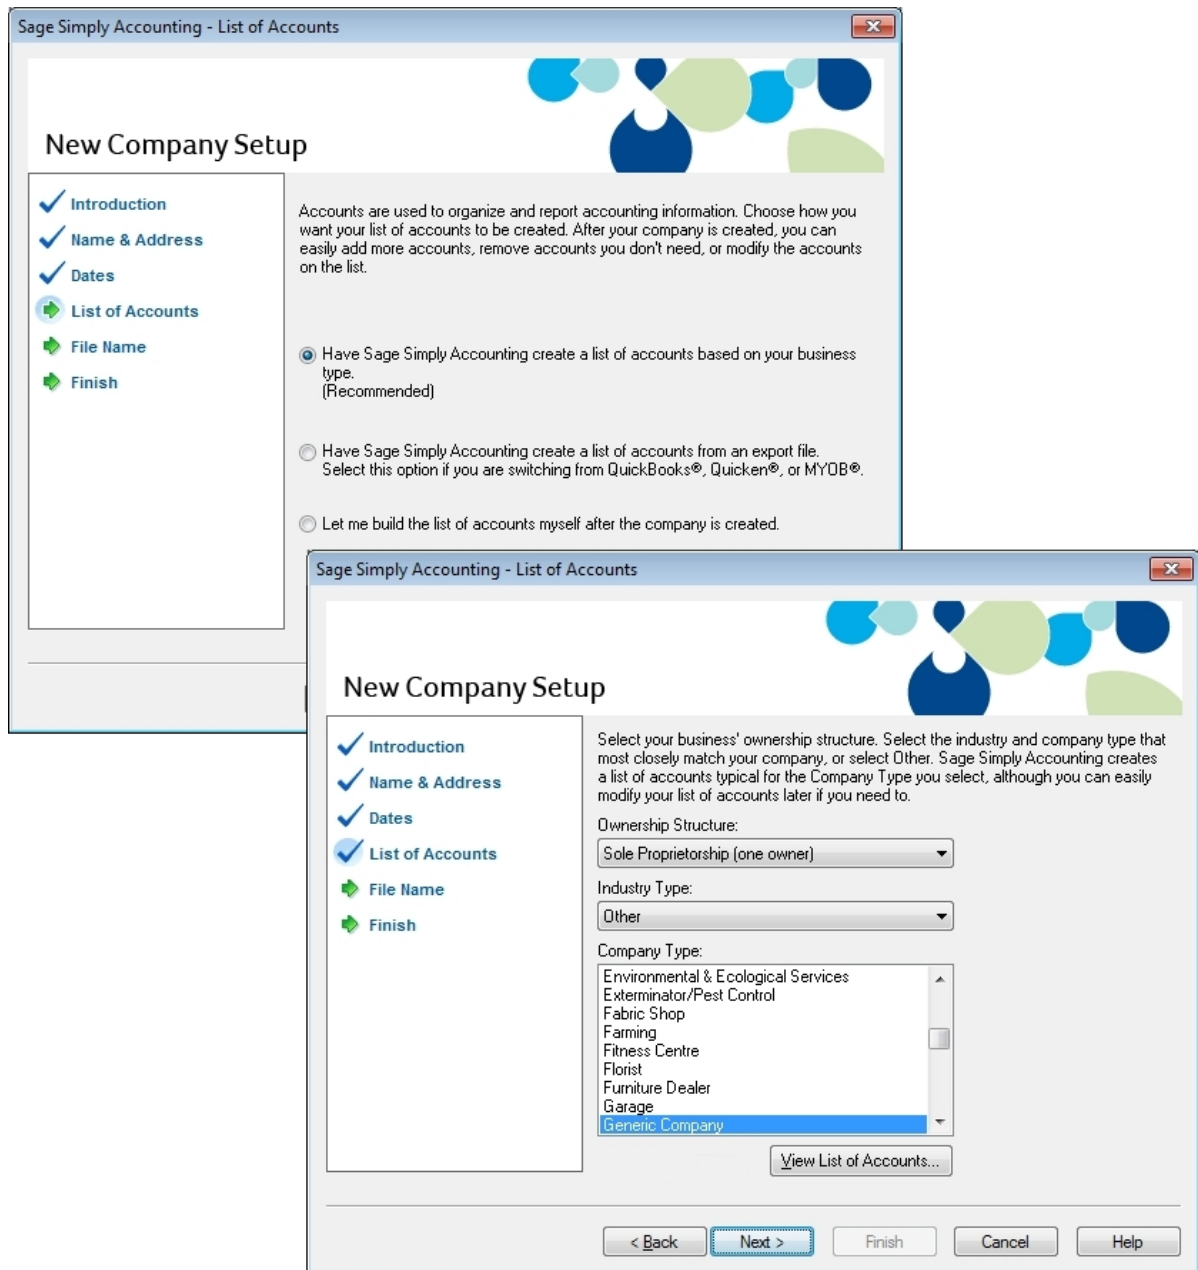 Sage Simply Accounting - List of Accounts
New Company Setup
Introduction
Name & Address
Dates
List of Accounts
File Name
Finish
Accounts are used to organize and report accounting information. Choose how you
want your list of accounts to be created. After your company is created, you can
easily add more accounts, remove accounts you don't need, or modify the accounts
on the list.
Have Sage Simply Accounting create a list of accounts based on your business
type.
(Recommended)
Have Sage Simply Accounting create a list of accounts from an export file.
Select this option if you are switching from QuickBooks®, Quicken®, or MYOB®.
Let me build the list of accounts myself after the company is created.
Sage Simply Accounting - List of Accounts
New Company Setup
Introduction
Name & Address
Dates
List of Accounts
File Name
Finish
Select your business' ownership structure. Select the industry and company type that
most closely match your company, or select Other. Sage Simply Accounting creates
a list of accounts typical for the Company Type you select, although you can easily
modify your list of accounts later if you need to.
Ownership Structure:
Sole Proprietorship (one owner)
Industry Type:
Other
Company Type:
Environmental & Ecological Services
Exterminator/Pest Control
Fabric Shop
Farming
Fitness Centre
Florist
Furniture Dealer
Garage
Generic Company
View List of Accounts...
< Back Next > Finish Cancel Help